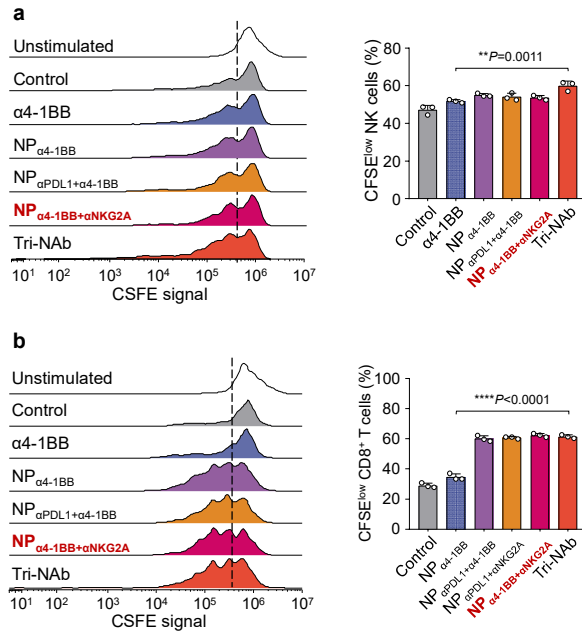 a
Unstimulated
Control
α4-1BB
NPα4-1BB
NPαPDL1+α4-1BB
NPα4-1BB+αNKG2A
Tri-NAb
10¹ 10² 10³ 10⁴ 10⁵ 10⁶ 10⁷
CSFE signal
**P=0.0011
CFSElow NK cells (%)
80
60
40
20
0
Control
α4-1BB
NP α4-1BB
NP αPDL1+α4-1BB
NP α4-1BB+αNKG2A
Tri-NAb
b
Unstimulated
Control
α4-1BB
NPα4-1BB
NPαPDL1+α4-1BB
NPα4-1BB+αNKG2A
Tri-NAb
10¹ 10² 10³ 10⁴ 10⁵ 10⁶ 10⁷
CSFE signal
****P<0.0001
CFSElow CD8⁺ T cells (%)
100
80
60
40
20
0
Control
NP α4-1BB
NP αPDL1+α4-1BB
NP αPDL1+αNKG2A
NP α4-1BB+αNKG2A
Tri-NAb